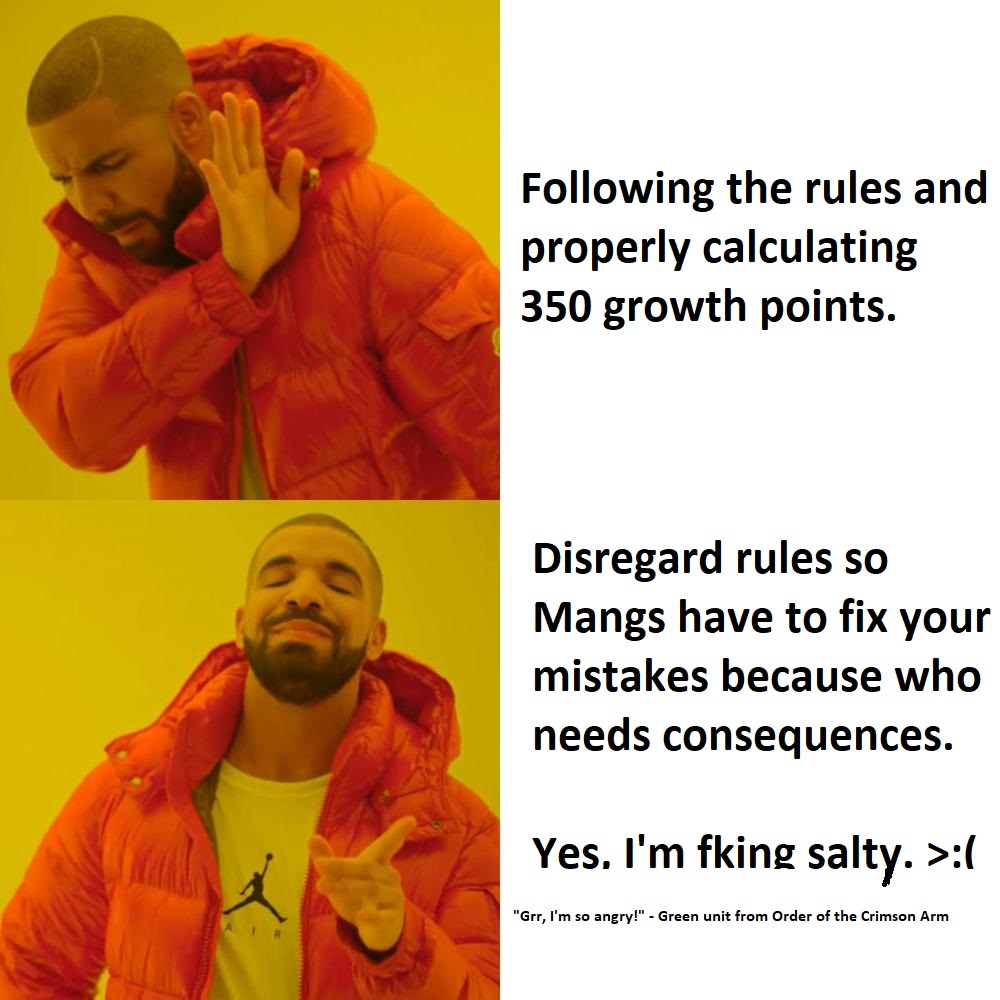 Following the rules and
properly calculating
350 growth points.
Disregard rules so
Mangs have to fix your
mistakes because who
needs consequences.
Yes, I'm fking salty. >:(
"Grr, I'm so angry!" - Green unit from Order of the Crimson Arm
A I R